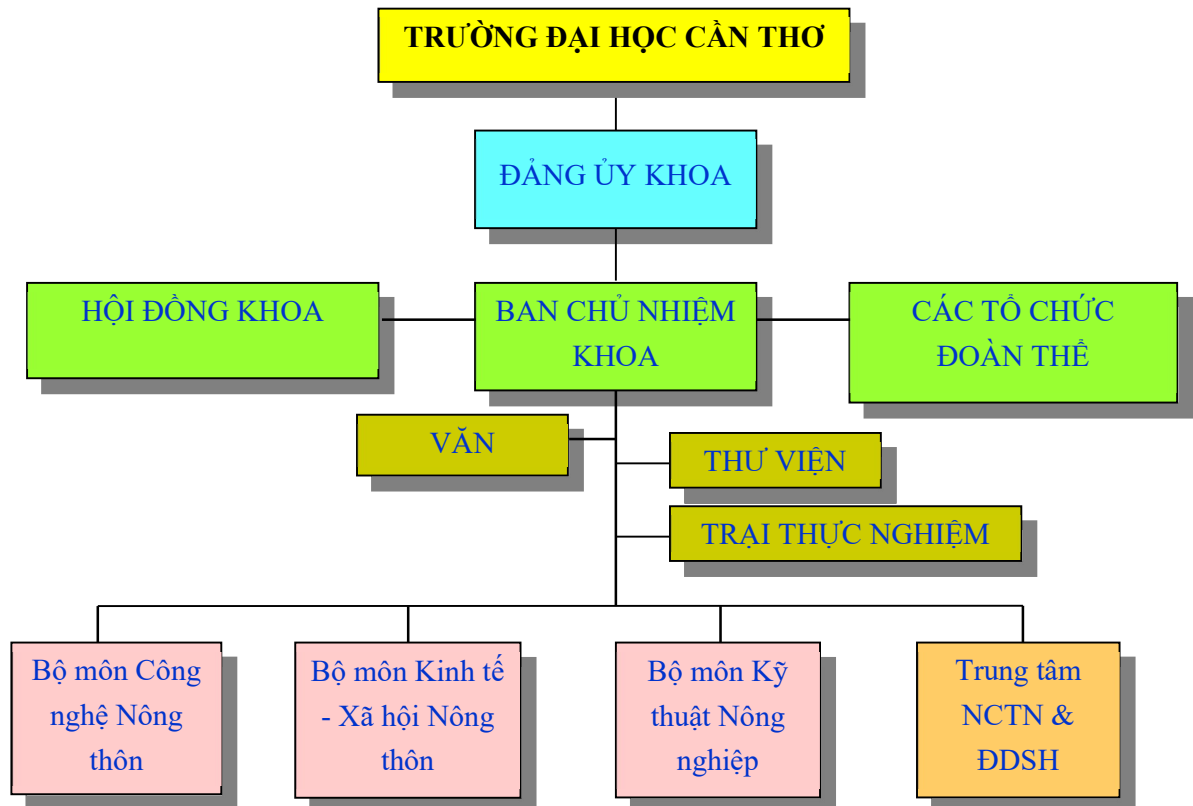 TRƯỜNG ĐẠI HỌC CẦN THƠ
ĐẢNG ỦY KHOA
HỘI ĐỒNG KHOA
BAN CHỦ NHIỆM
KHOA
CÁC TỔ CHỨC
ĐOÀN THỂ
VĂN
THƯ VIỆN
TRẠI THỰC NGHIỆM
Bộ môn Công
nghệ Nông
thôn
Bộ môn Kinh tế
- Xã hội Nông
thôn
Bộ môn Kỹ
thuật Nông
nghiệp
Trung tâm
NCTN &
ĐDSH